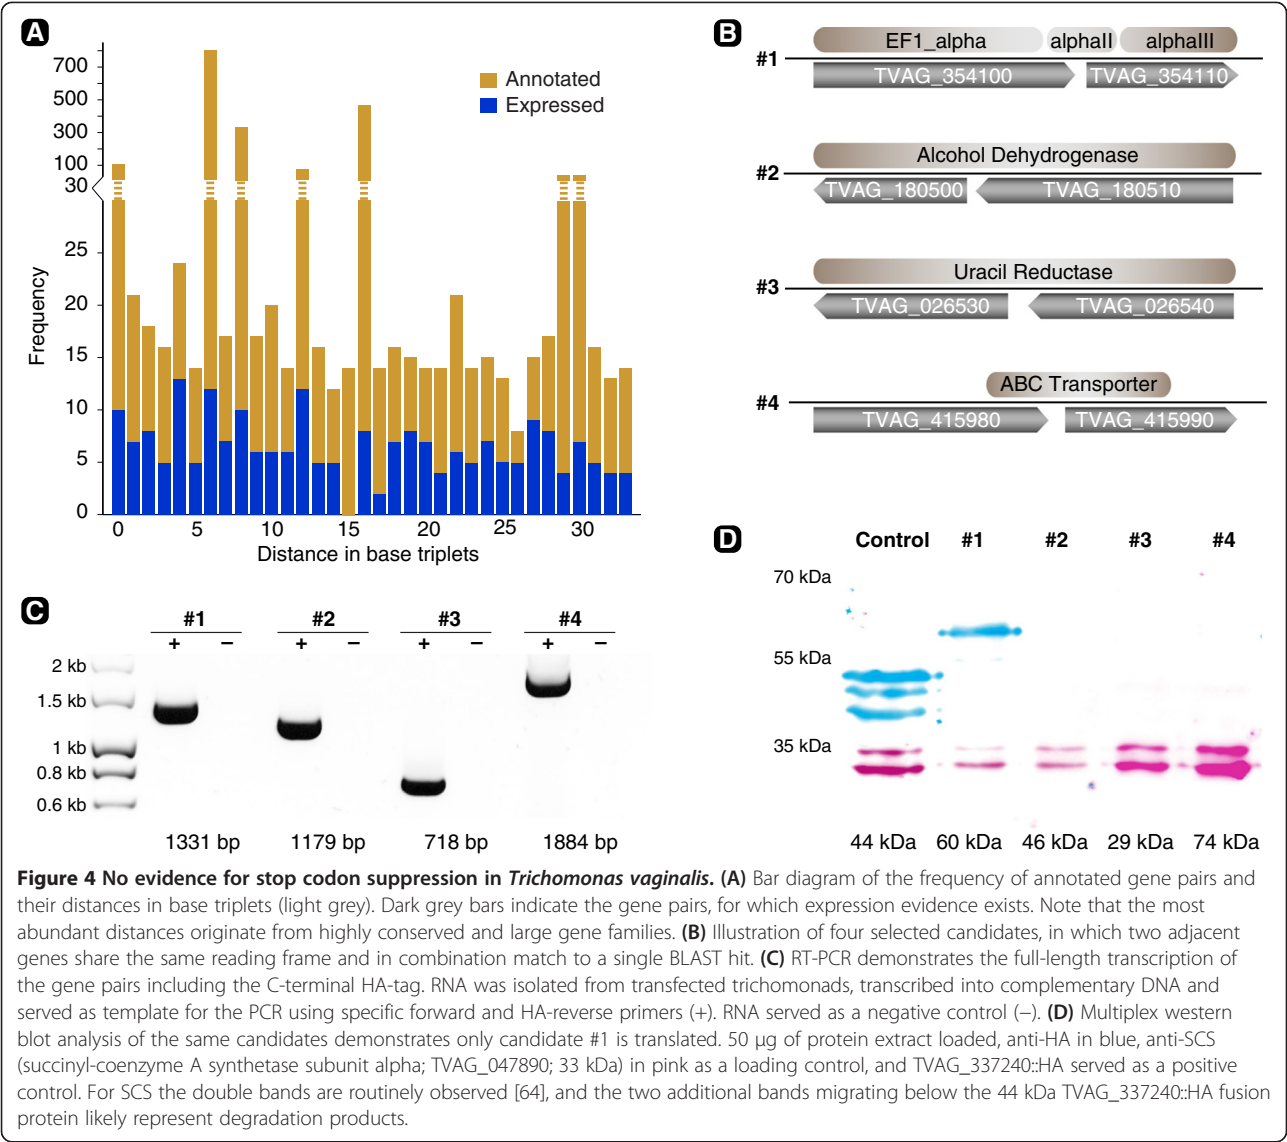 A
700
500
300
100
30
25
20
15
10
5
0
Frequency
0 5 10 15 20 25 30
Distance in base triplets
Annotated
Expressed
B
EF1_alpha alphaII alphaIII
#1
TVAG_354100 TVAG_354110
Alcohol Dehydrogenase
#2
TVAG_180500 TVAG_180510
Uracil Reductase
#3
TVAG_026530 TVAG_026540
ABC Transporter
#4
TVAG_415980 TVAG_415990
C
#1 #2 #3 #4
+ − + − + − + −
2 kb
1.5 kb
1 kb
0.8 kb
0.6 kb
1331 bp 1179 bp 718 bp 1884 bp
D
Control #1 #2 #3 #4
70 kDa
55 kDa
35 kDa
44 kDa 60 kDa 46 kDa 29 kDa 74 kDa
Figure 4 No evidence for stop codon suppression in Trichomonas vaginalis. (A) Bar diagram of the frequency of annotated gene pairs and
their distances in base triplets (light grey). Dark grey bars indicate the gene pairs, for which expression evidence exists. Note that the most
abundant distances originate from highly conserved and large gene families. (B) Illustration of four selected candidates, in which two adjacent
genes share the same reading frame and in combination match to a single BLAST hit. (C) RT-PCR demonstrates the full-length transcription of
the gene pairs including the C-terminal HA-tag. RNA was isolated from transfected trichomonads, transcribed into complementary DNA and
served as template for the PCR using specific forward and HA-reverse primers (+). RNA served as a negative control (−). (D) Multiplex western
blot analysis of the same candidates demonstrates only candidate #1 is translated. 50 μg of protein extract loaded, anti-HA in blue, anti-SCS
(succinyl-coenzyme A synthetase subunit alpha; TVAG_047890; 33 kDa) in pink as a loading control, and TVAG_337240::HA served as a positive
control. For SCS the double bands are routinely observed [64], and the two additional bands migrating below the 44 kDa TVAG_337240::HA fusion
protein likely represent degradation products.